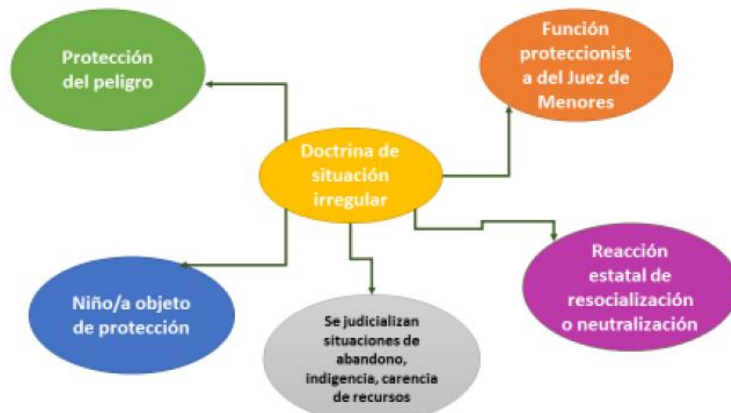 Protección
del peligro
Función
proteccionist
a del Juez de
Menores
Doctrina de
situación
irregular
Niño/a objeto
de protección
Se judicializan
situaciones de
abandono,
indigencia, carencia
de recursos
Reacción
estatal de
resocialización
o neutralización